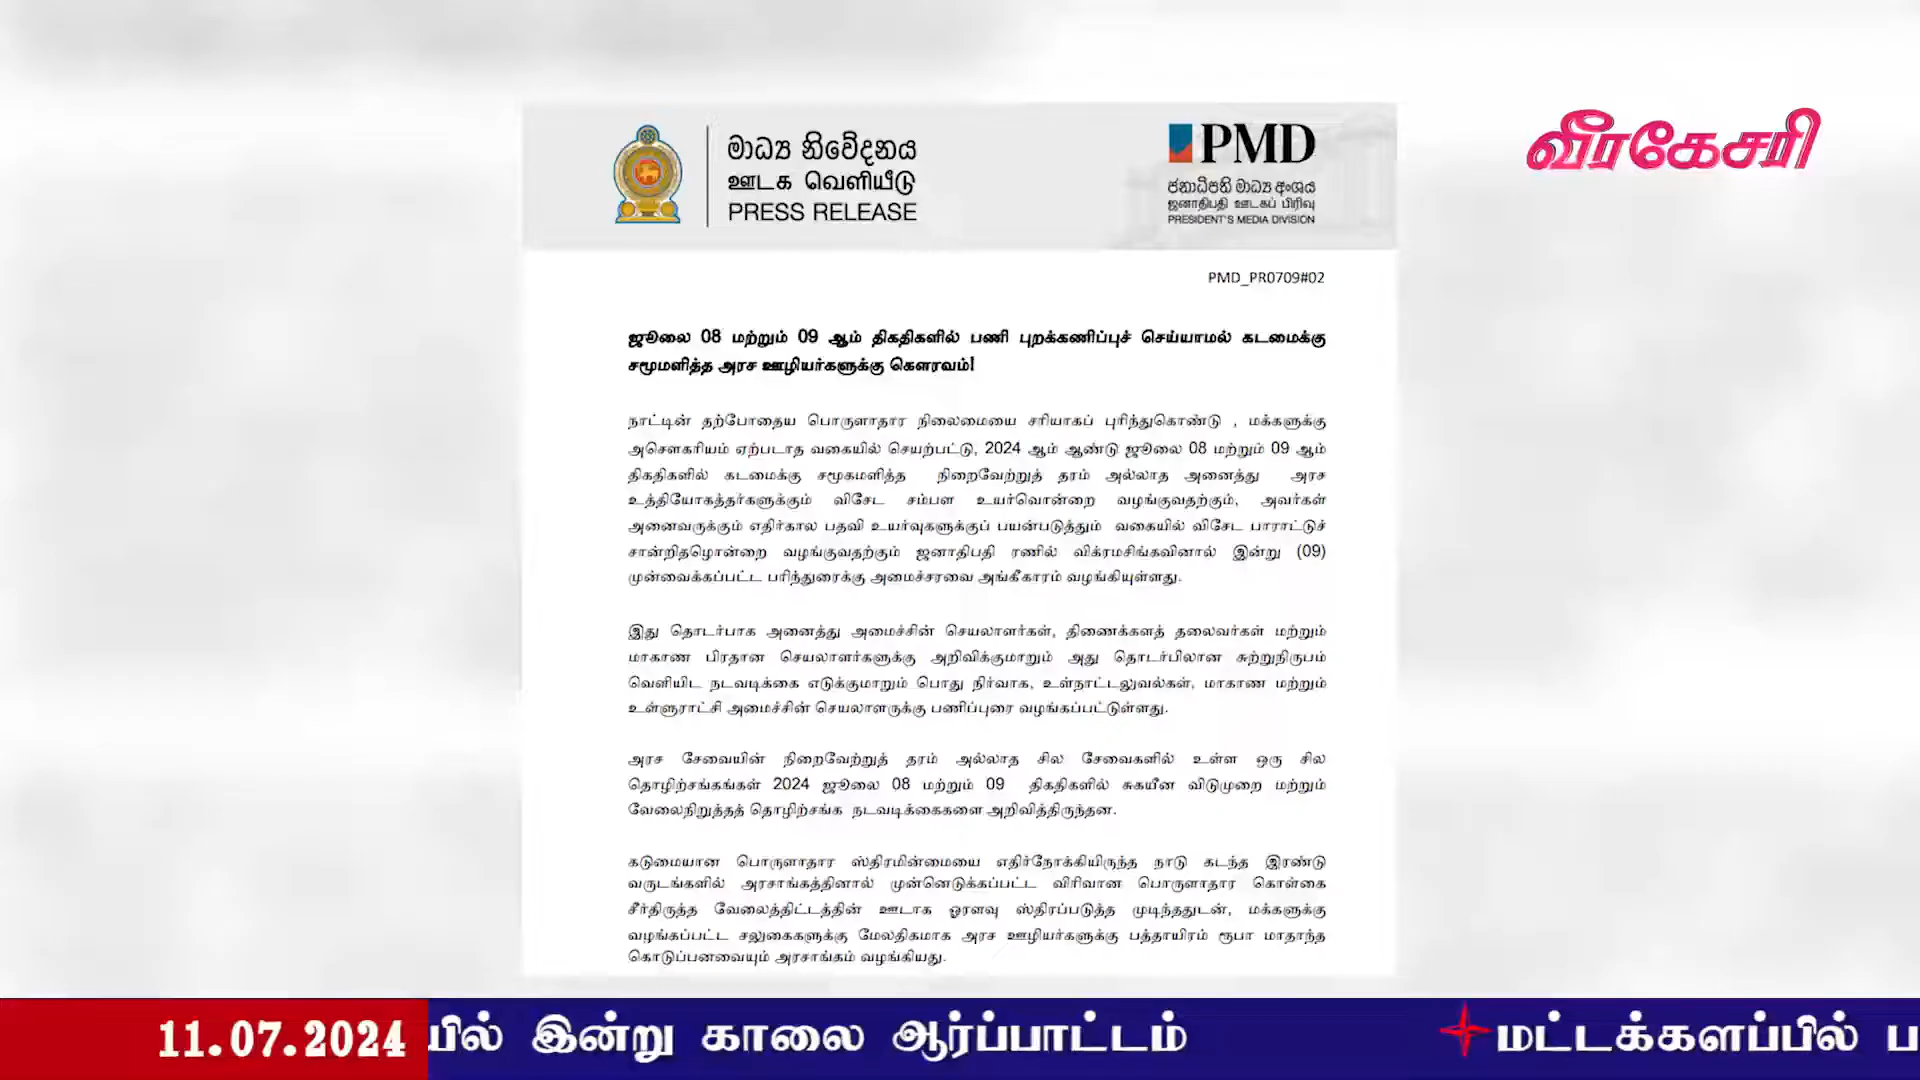 මාධ්‍ය නිවේදනය
ஊடக வெளியீடு
PRESS RELEASE
PMD
ජනාධිපති මාධ්‍ය අංශය
ஜனாதிபதி ஊடகப் பிரிவு
PRESIDENT'S MEDIA DIVISION
வீரகேசரி
PMD_PR0709#02
ஜூலை 08 மற்றும் 09 ஆம் திகதிகளில் பணி புறக்கணிப்புச் செய்யாமல் கடமைக்கு
சமூமளித்த அரச ஊழியர்களுக்கு கௌரவம்!
நாட்டின் தற்போதைய பொருளாதார நிலைமையை சரியாகப் புரிந்துகொண்டு , மக்களுக்கு
அசௌகரியம் ஏற்படாத வகையில் செயற்பட்டு, 2024 ஆம் ஆண்டு ஜூலை 08 மற்றும் 09 ஆம்
திகதிகளில் கடமைக்கு சமூகமளித்த நிறைவேற்றுத் தரம் அல்லாத அனைத்து அரச
உத்தியோகத்தர்களுக்கும் விசேட சம்பள உயர்வொன்றை வழங்குவதற்கும், அவர்கள்
அனைவருக்கும் எதிர்கால பதவி உயர்வுகளுக்குப் பயன்படுத்தும் வகையில் விசேட பாராட்டுச்
சான்றிதழொன்றை வழங்குவதற்கும் ஜனாதிபதி ரணில் விக்ரமசிங்கவினால் இன்று (09)
முன்வைக்கப்பட்ட பரிந்துரைக்கு அமைச்சரவை அங்கீகாரம் வழங்கியுள்ளது.
இது தொடர்பாக அனைத்து அமைச்சின் செயலாளர்கள், திணைக்களத் தலைவர்கள் மற்றும்
மாகாண பிரதான செயலாளர்களுக்கு அறிவிக்குமாறும் அது தொடர்பிலான சுற்றுநிருபம்
வெளியிட நடவடிக்கை எடுக்குமாறும் பொது நிர்வாக, உள்நாட்டலுவல்கள், மாகாண மற்றும்
உள்ளுராட்சி அமைச்சின் செயலாளருக்கு பணிப்புரை வழங்கப்பட்டுள்ளது.
அரச சேவையின் நிறைவேற்றுத் தரம் அல்லாத சில சேவைகளில் உள்ள ஒரு சில
தொழிற்சங்கங்கள் 2024 ஜூலை 08 மற்றும் 09 திகதிகளில் சுகயீன விடுமுறை மற்றும்
வேலைநிறுத்தத் தொழிற்சங்க நடவடிக்கைகளை அறிவித்திருந்தன.
கடுமையான பொருளாதார ஸ்திரமின்மையை எதிர்நோக்கியிருந்த நாடு கடந்த இரண்டு
வருடங்களில் அரசாங்கத்தினால் முன்னெடுக்கப்பட்ட விரிவான பொருளாதார கொள்கை
சீர்திருத்த வேலைத்திட்டத்தின் ஊடாக ஓரளவு ஸ்திரப்படுத்த முடிந்ததுடன், மக்களுக்கு
வழங்கப்பட்ட சலுகைகளுக்கு மேலதிகமாக அரச ஊழியர்களுக்கு பத்தாயிரம் ரூபா மாதாந்த
கொடுப்பனவையும் அரசாங்கம் வழங்கியது.
11.07.2024 யில் இன்று காலை ஆர்ப்பாட்டம் மட்டக்களப்பில் ப